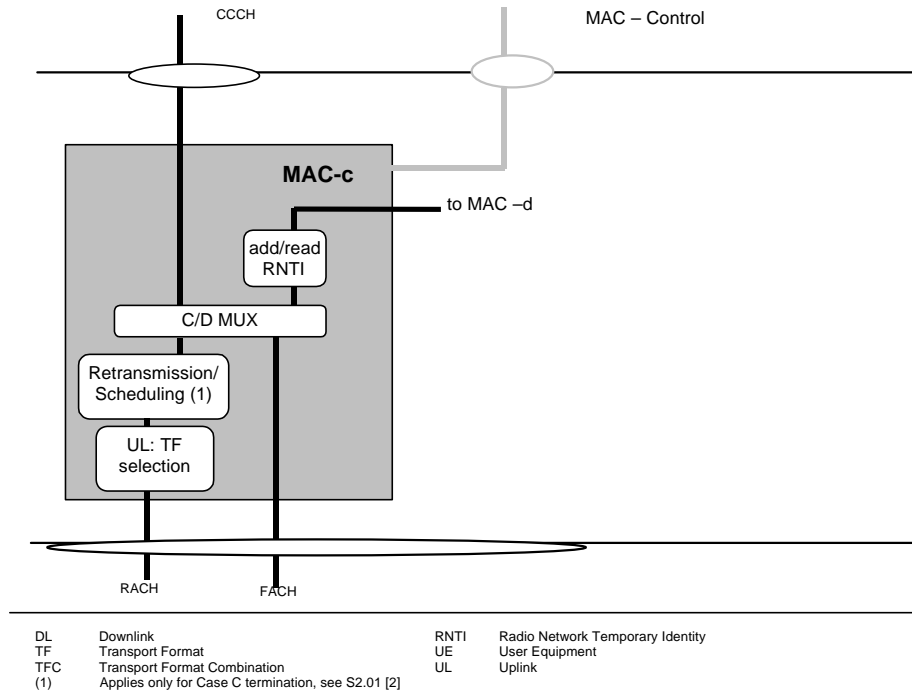 CCCH
MAC – Control
MAC-c
to MAC –d
add/read
RNTI
C/D MUX
Retransmission/
Scheduling (1)
UL: TF
selection
RACH
FACH
DL Downlink
TF Transport Format
TFC Transport Format Combination
(1) Applies only for Case C termination, see S2.01 [2]
RNTI Radio Network Temporary Identity
UE User Equipment
UL Uplink